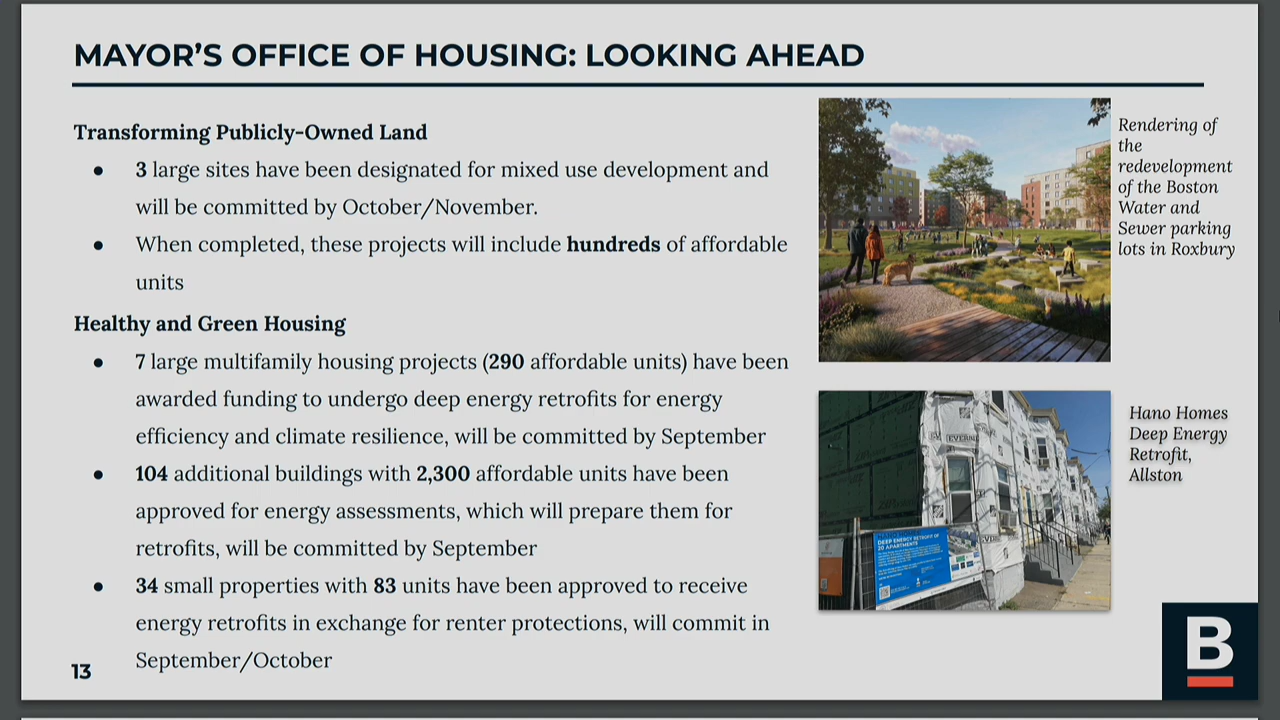 MAYOR'S OFFICE OF HOUSING: LOOKING AHEAD
Transforming Publicly-Owned Land
● 3 large sites have been designated for mixed use development and
will be committed by October/November.
● When completed, these projects will include hundreds of affordable
units
Healthy and Green Housing
● 7 large multifamily housing projects (290 affordable units) have been
awarded funding to undergo deep energy retrofits for energy
efficiency and climate resilience, will be committed by September
● 104 additional buildings with 2,300 affordable units have been
approved for energy assessments, which will prepare them for
retrofits, will be committed by September
● 34 small properties with 83 units have been approved to receive
energy retrofits in exchange for renter protections, will commit in
September/October
13
Rendering of
the
redevelopment
of the Boston
Water and
Sewer parking
lots in Roxbury
Hano Homes
Deep Energy
Retrofit,
Allston
DEEP ENERGY RETROFIT OF
20 APARTMENTS
B